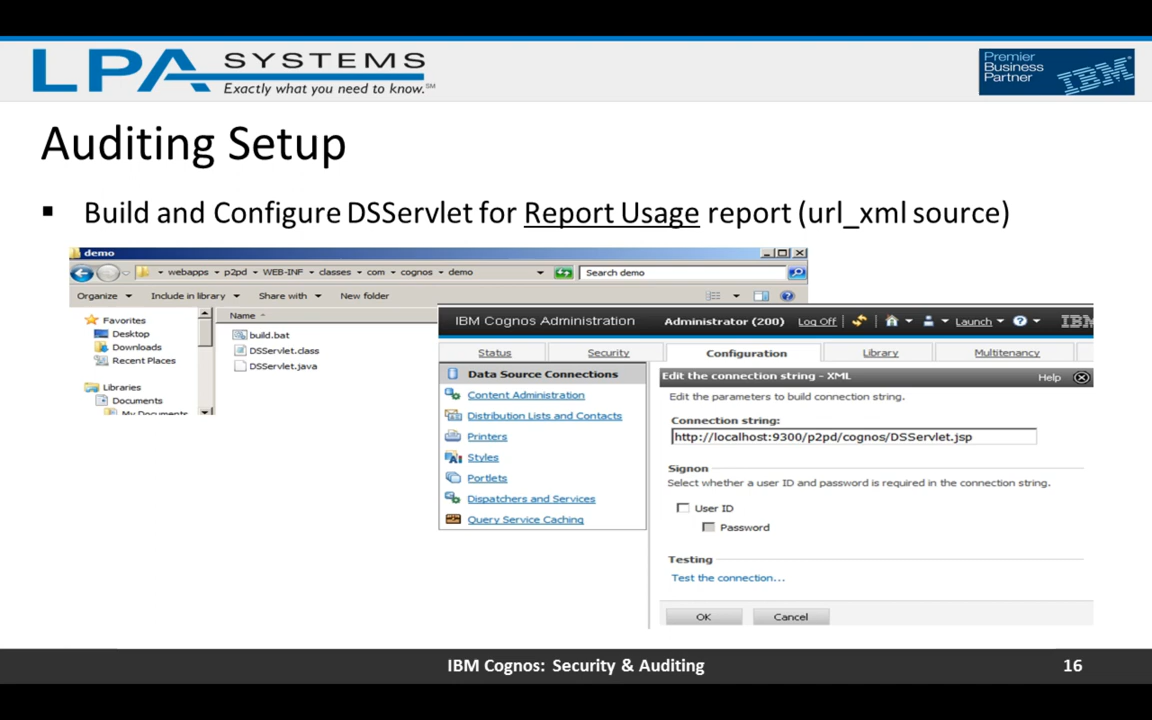 LPA SYSTEMS
Exactly what you need to know.℠
Premier
Business
Partner
IBM
Auditing Setup
▪ Build and Configure DSServlet for Report Usage report (url_xml source)
demo
webapps p2pd WEB-INF classes com cognos demo
Search demo
Organize Include in library Share with New folder
Favorites
Desktop
Downloads
Recent Places
Libraries
Documents
My Documents
Name
build.bat
DSServlet.class
DSServlet.java
IBM Cognos Administration Administrator (200) Log Off Launch IBM
Status Security Configuration Library Multitenancy
Data Source Connections
Content Administration
Distribution Lists and Contacts
Printers
Styles
Portlets
Dispatchers and Services
Query Service Caching
Edit the connection string - XML Help
Edit the parameters to build connection string.
Connection string:
http://localhost:9300/p2pd/cognos/DSServlet.jsp
Signon
Select whether a user ID and password is required in the connection string.
User ID
Password
Testing
Test the connection...
OK Cancel
IBM Cognos: Security & Auditing
16